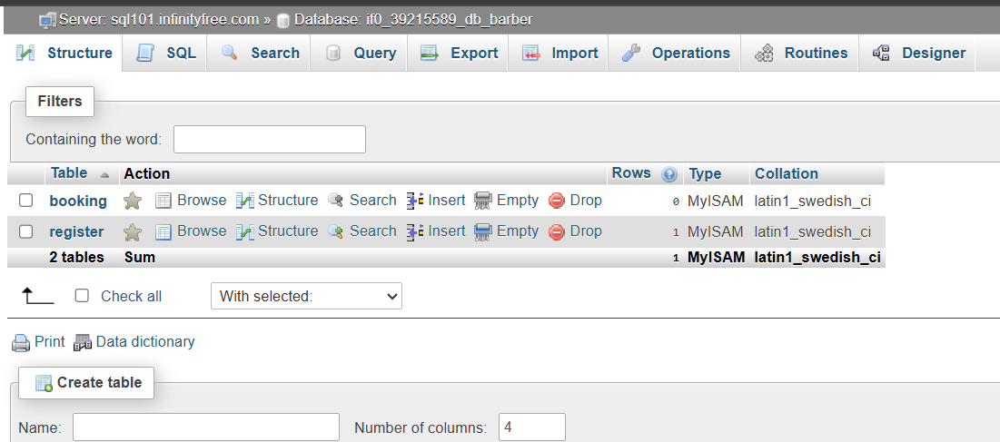 Server: sql101.infinityfree.com » Database: if0_39215589_db_barber
Structure SQL Search Query Export Import Operations Routines Designer
Filters
Containing the word:
Table Action Rows Type Collation
booking Browse Structure Search Insert Empty Drop 0 MyISAM latin1_swedish_ci
register Browse Structure Search Insert Empty Drop 1 MyISAM latin1_swedish_ci
2 tables Sum 1 MyISAM latin1_swedish_ci
Check all With selected:
Print Data dictionary
Create table
Name: Number of columns: 4